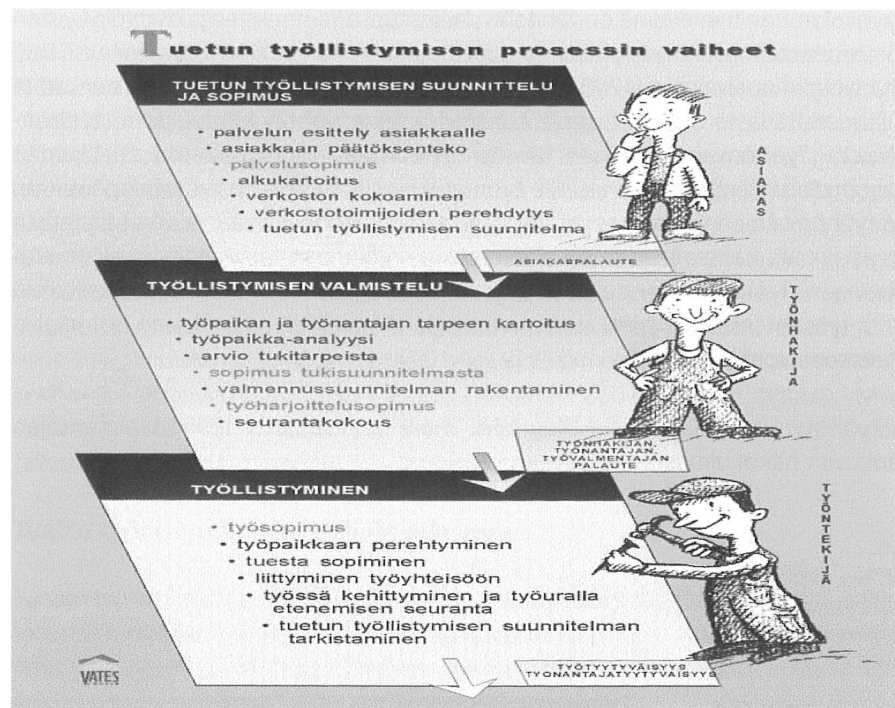 Tuetun työllistymisen prosessin vaiheet
TUETUN TYÖLLISTYMISEN SUUNNITTELU
JA SOPIMUS
• palvelun esittely asiakkaalle
• asiakkaan päätöksenteko
• palvelusopimus
• alkukartoitus
• verkoston kokoaminen
• verkostotoimijoiden perehdytys
• tuetun työllistymisen suunnitelma
ASIAKAS
ASIAKASPALAUTE
TYÖLLISTYMISEN VALMISTELU
• työpaikan ja työnantajan tarpeen kartoitus
• työpaikka-analyysi
• arvio tukitarpeista
• sopimus tukisuunnitelmasta
• valmennussuunnitelman rakentaminen
• työharjoittelusopimus
• seurantakokous
TYÖNHAKIJA
TYÖNHAKIJAN,
TYÖNANTAJAN,
TYÖVALMENTAJAN
PALAUTE
TYÖLLISTYMINEN
• työsopimus
• työpaikkaan perehtyminen
• tuesta sopiminen
• liittyminen työyhteisöön
• työssä kehittyminen ja työuralla
etenemisen seuranta
• tuetun työllistymisen suunnitelman
tarkistaminen
TYÖNTEKIJÄ
TYÖTYYTYVÄISYYS
TYÖNANTAJATYYTYVÄISYYS
VATES